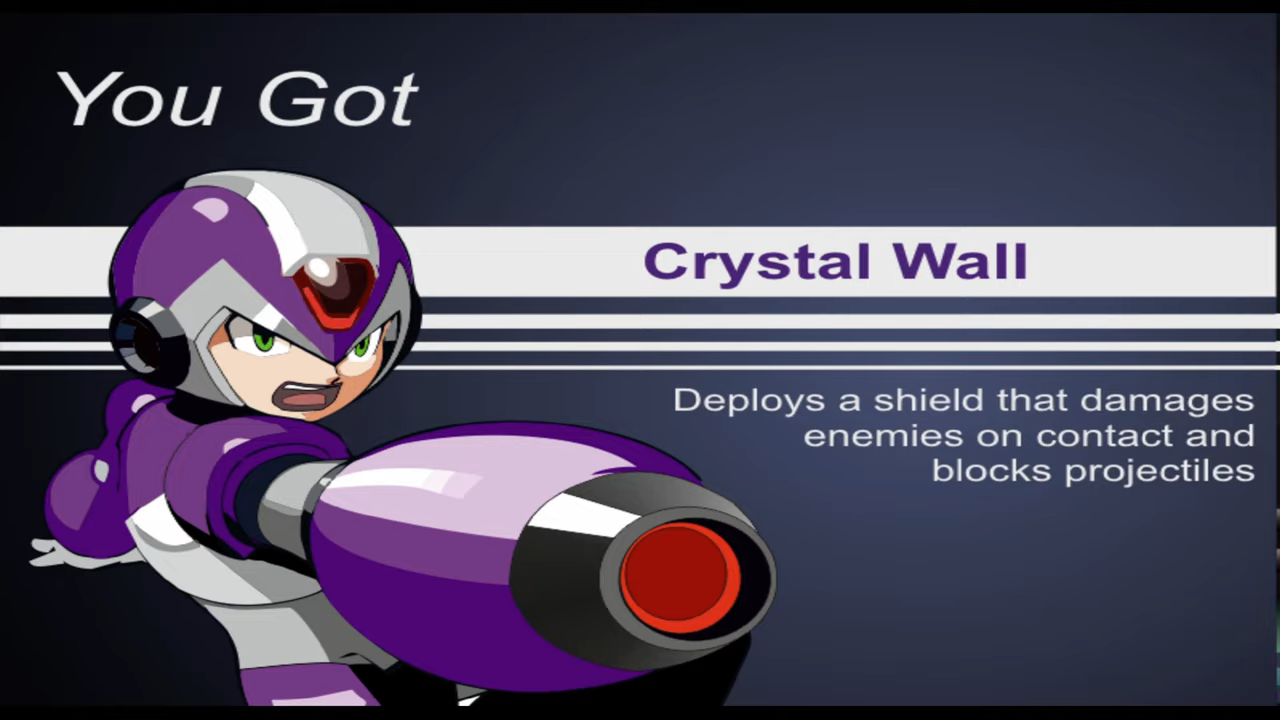 You Got
Crystal Wall
Deploys a shield that damages
enemies on contact and
blocks projectiles